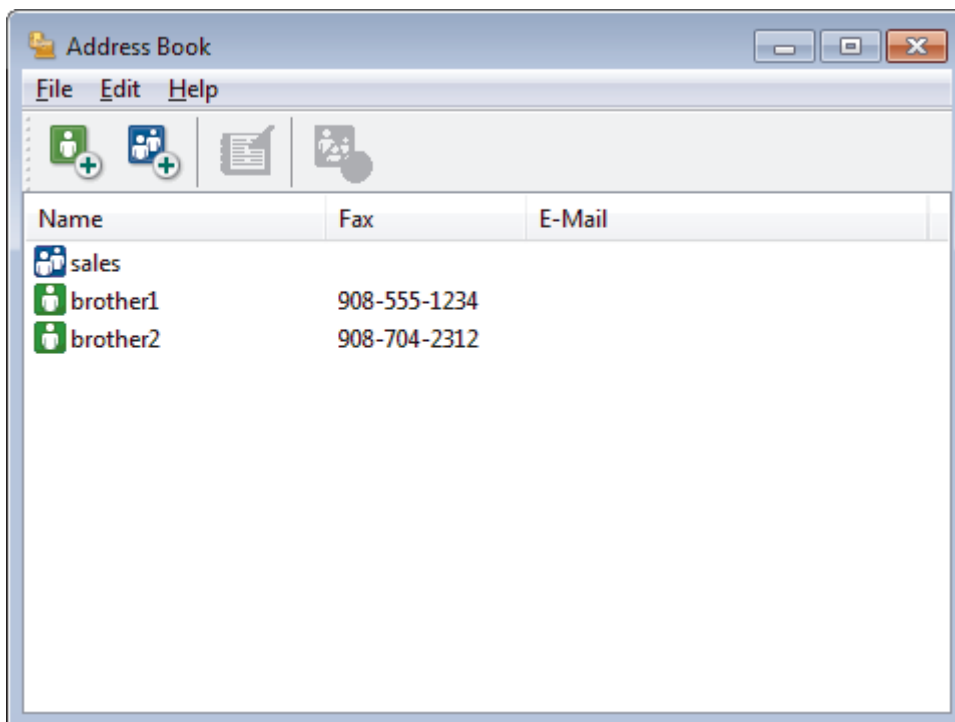 Address Book
File Edit Help
Name Fax E-Mail
sales
brother1 908-555-1234
brother2 908-704-2312